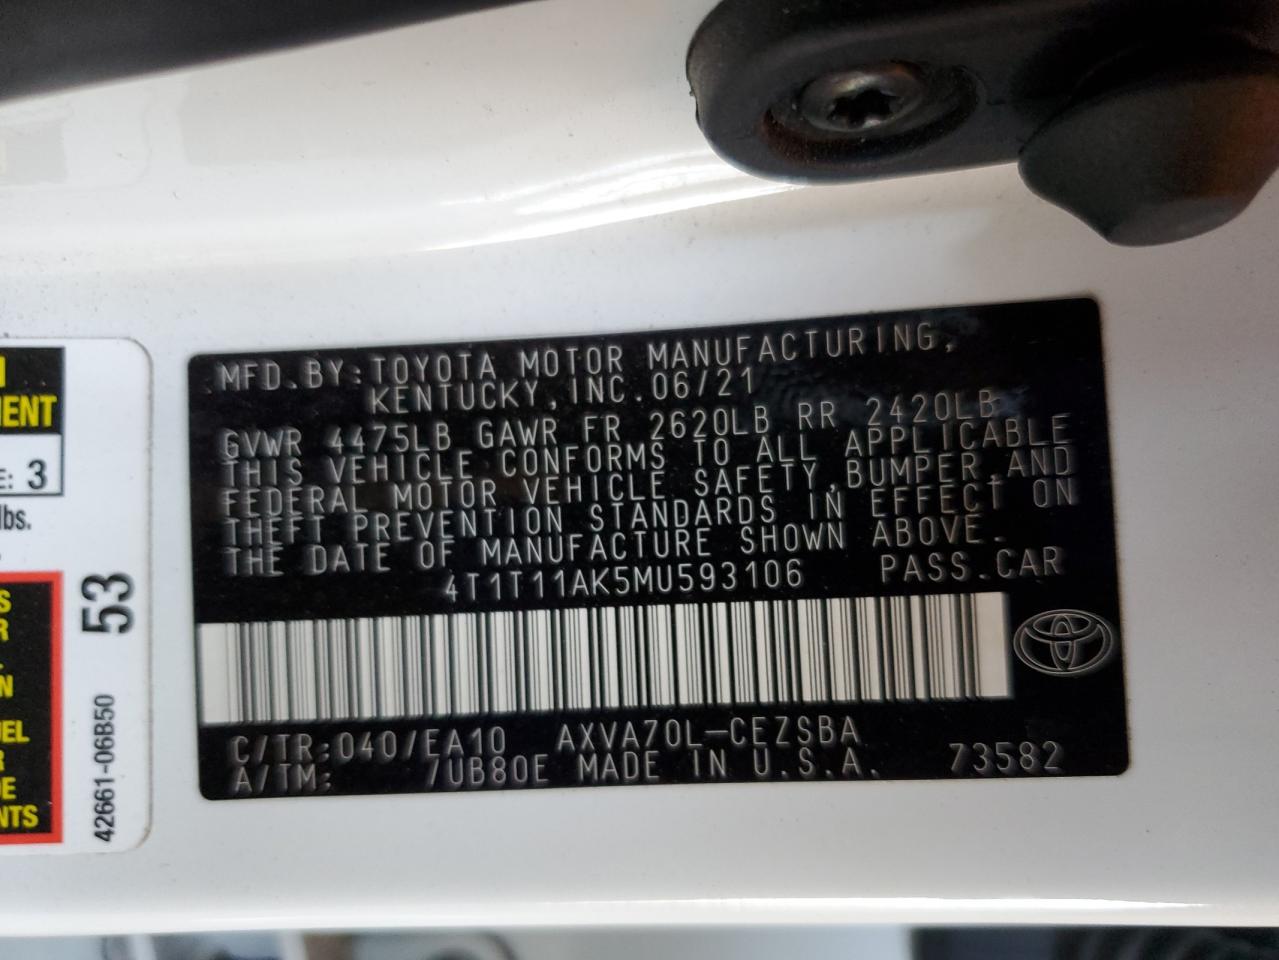 MFD.BY: TOYOTA MOTOR MANUFACTURING,
KENTUCKY, INC. 06/21
GVWR 4475LB GAWR FR 2620LB RR 2420LB
THIS VEHICLE CONFORMS TO ALL APPLICABLE
FEDERAL MOTOR VEHICLE SAFETY, BUMPER, AND
THEFT PREVENTION STANDARDS IN EFFECT ON
THE DATE OF MANUFACTURE SHOWN ABOVE.
4T1T11AK5MU593106 PASS.CAR
C/TR: 040/EA10 AXVA70L-CEZSBA
A/TM: 7UB80E MADE IN U.S.A. 73582
MENT
E: 3
lbs.
NTS
53
42661-06B50